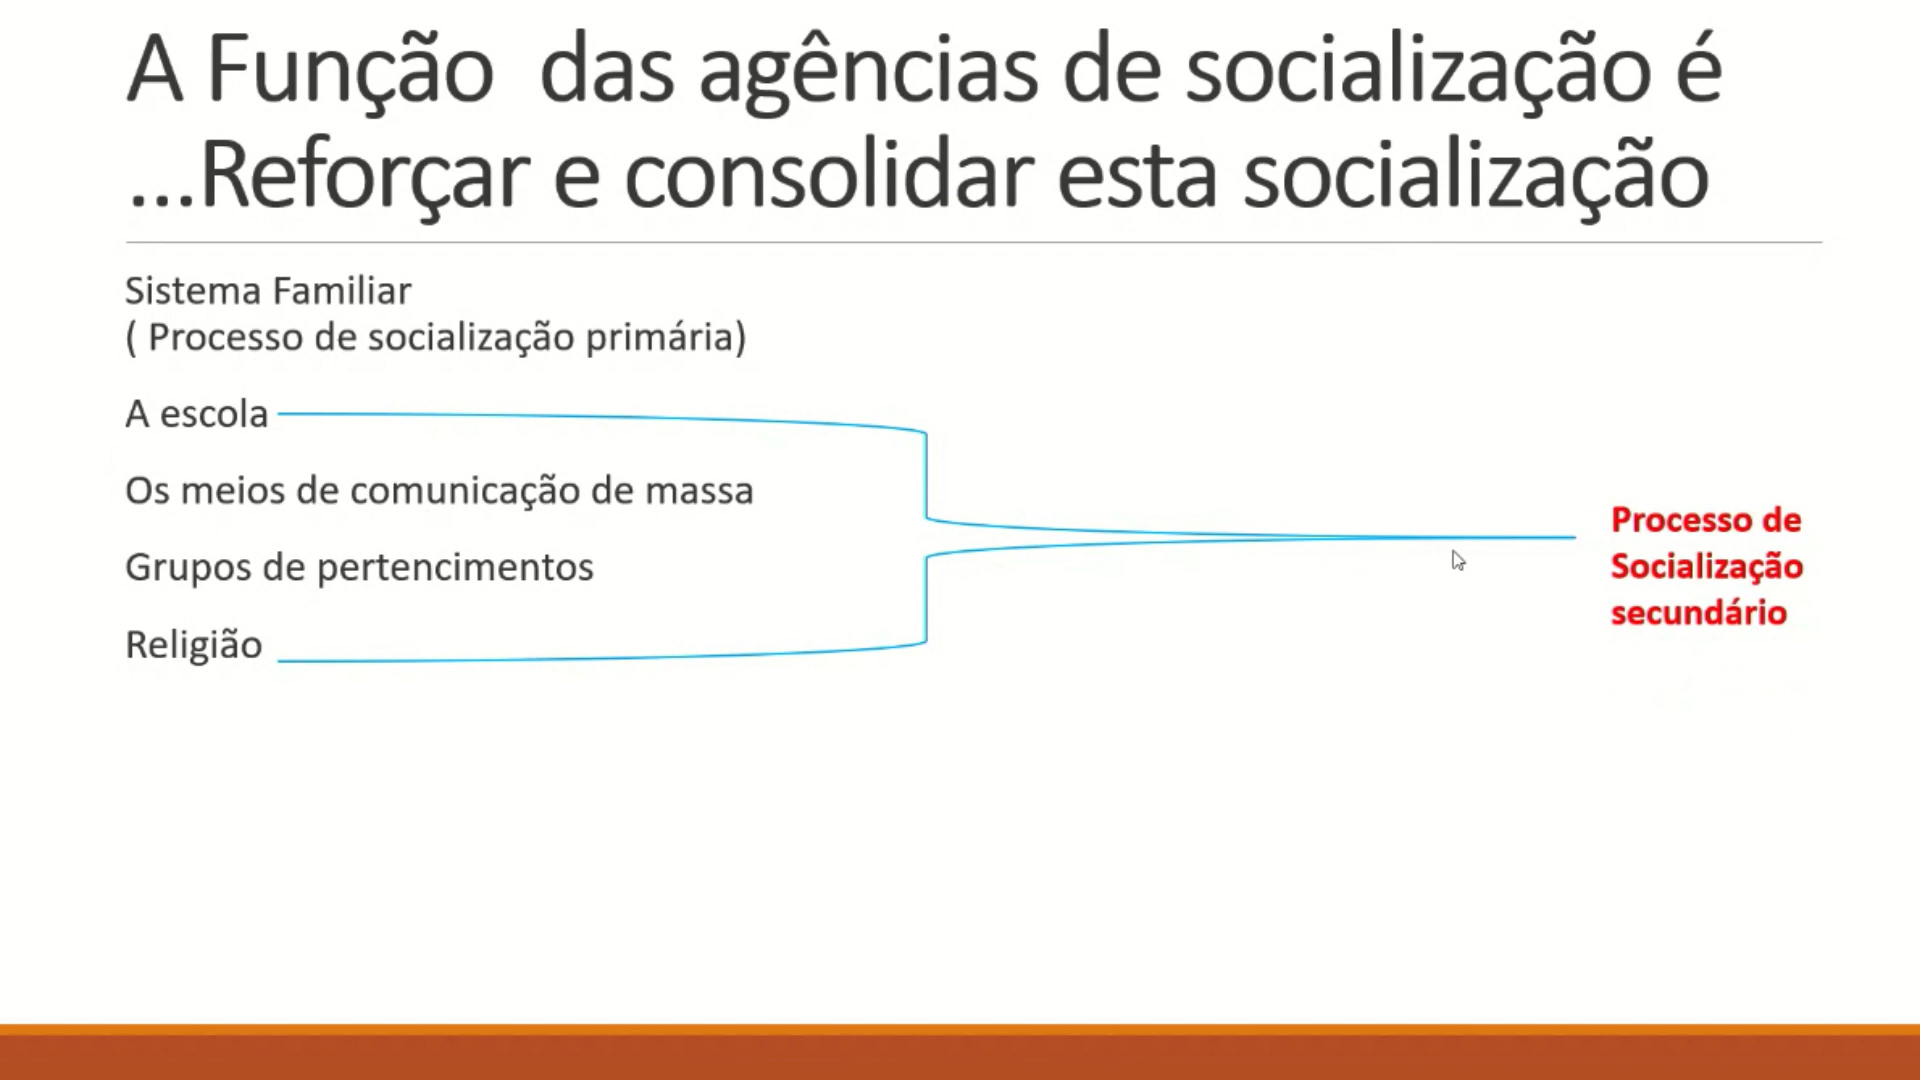 A Função  das agências de socialização é
...Reforçar e consolidar esta socialização
Sistema Familiar
( Processo de socialização primária)
A escola
Os meios de comunicação de massa
Grupos de pertencimentos
Religião
Processo de
Socialização
secundário